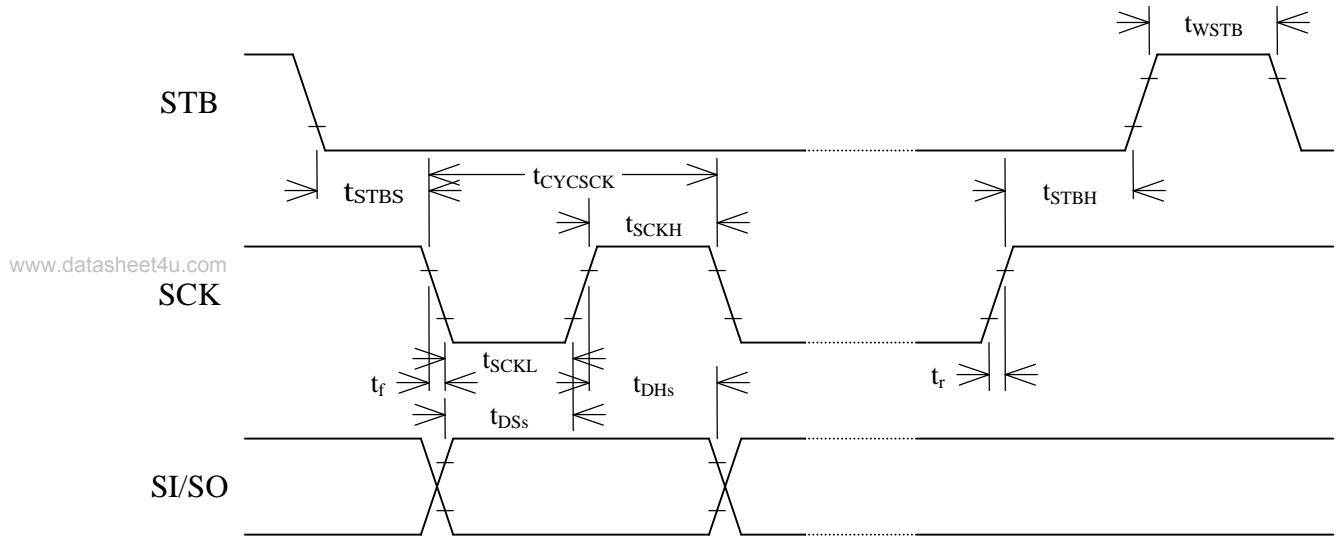 tWSTB
STB
tSTBS
tCYCSCK
tSTBH
tSCKH
www.datasheet4u.com
SCK
tSCKL
tf
tDHs
tr
tDSs
SI/SO